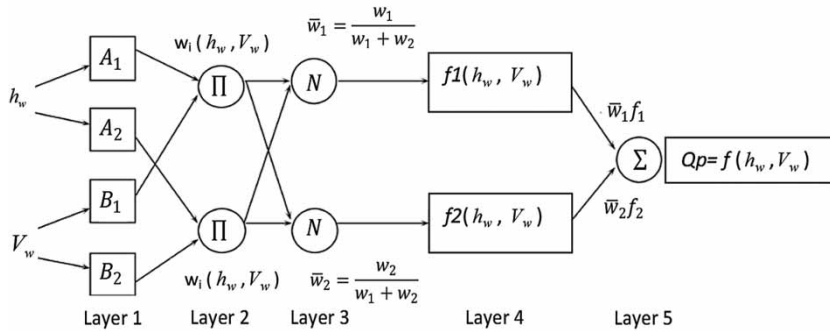 w̅₁ = w₁ / (w₁ + w₂)
wᵢ (h_w , V_w)
A₁
∏
N
f1( h_w , V_w )
h_w
w̅₁f₁
A₂
Σ
Qp= f ( h_w , V_w )
B₁
w̅₂f₂
∏
N
f2( h_w , V_w )
V_w
B₂
wᵢ ( h_w , V_w)
w̅₂ = w₂ / (w₁ + w₂)
Layer 1 Layer 2 Layer 3 Layer 4 Layer 5